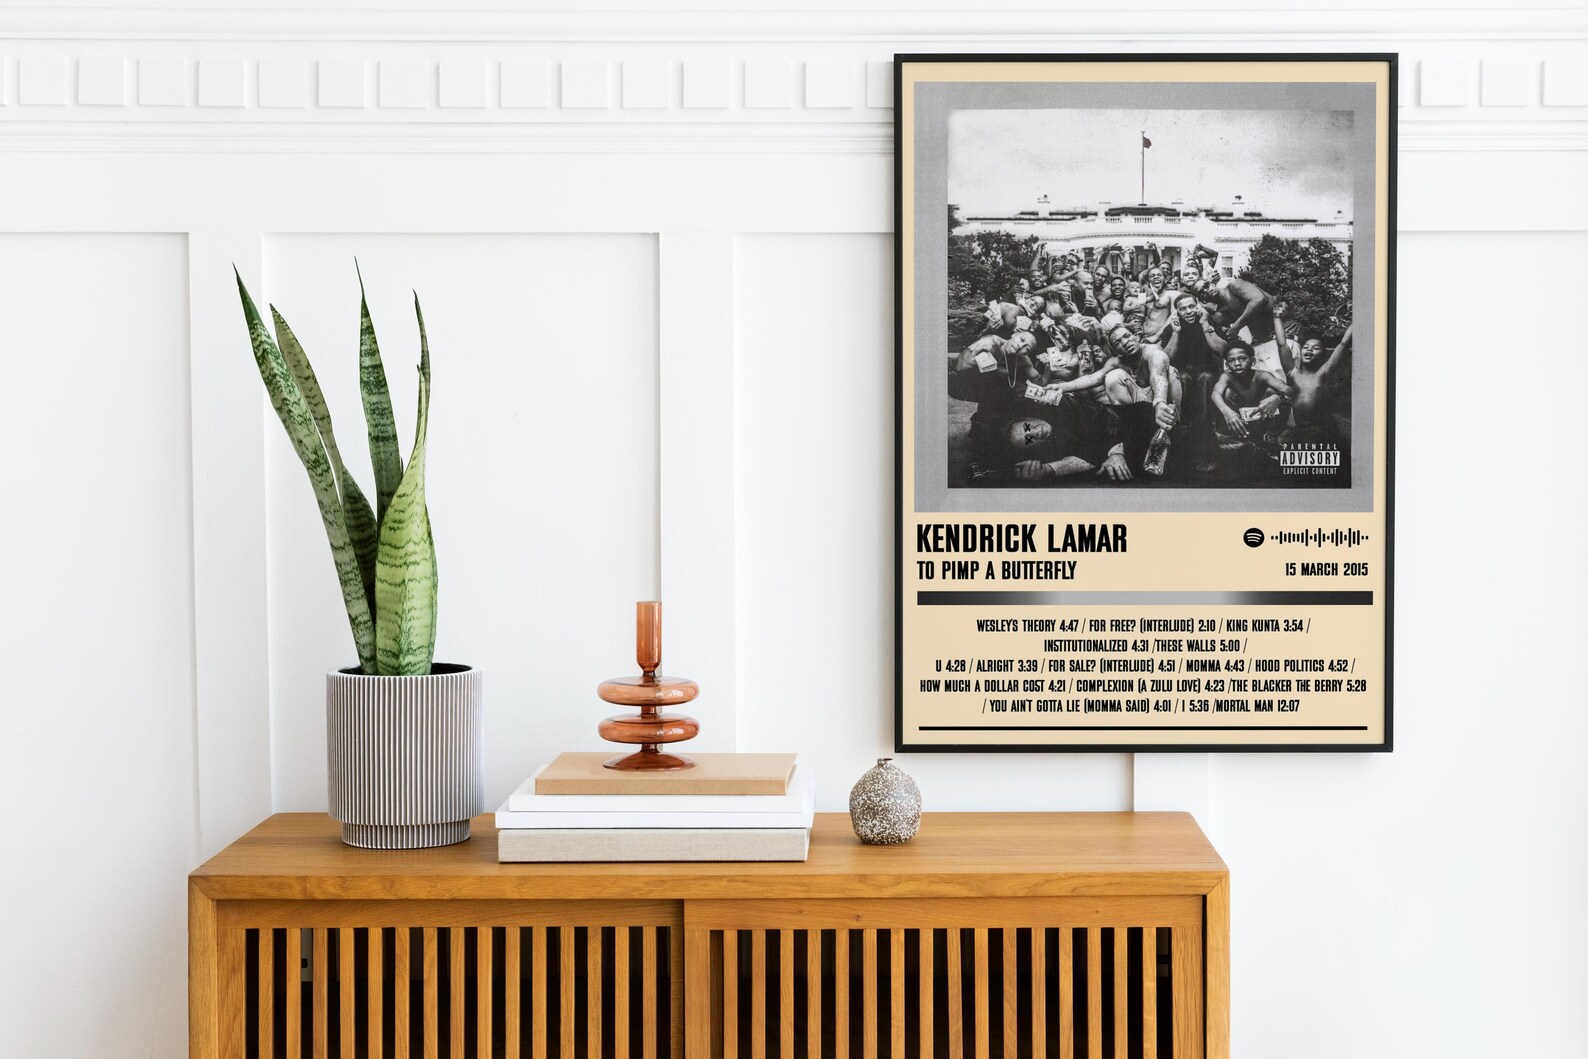 PARENTAL
ADVISORY
EXPLICIT CONTENT
KENDRICK LAMAR
TO PIMP A BUTTERFLY
15 MARCH 2015
WESLEY'S THEORY 4:47 / FOR FREE? (INTERLUDE) 2:10 / KING KUNTA 3:54 /
INSTITUTIONALIZED 4:31 /THESE WALLS 5:00 /
U 4:28 / ALRIGHT 3:39 / FOR SALE? (INTERLUDE) 4:51 / MOMMA 4:43 / HOOD POLITICS 4:52 /
HOW MUCH A DOLLAR COST 4:21 / COMPLEXION (A ZULU LOVE) 4:23 /THE BLACKER THE BERRY 5:28
/ YOU AIN'T GOTTA LIE (MOMMA SAID) 4:01 / I 5:36 /MORTAL MAN 12:07